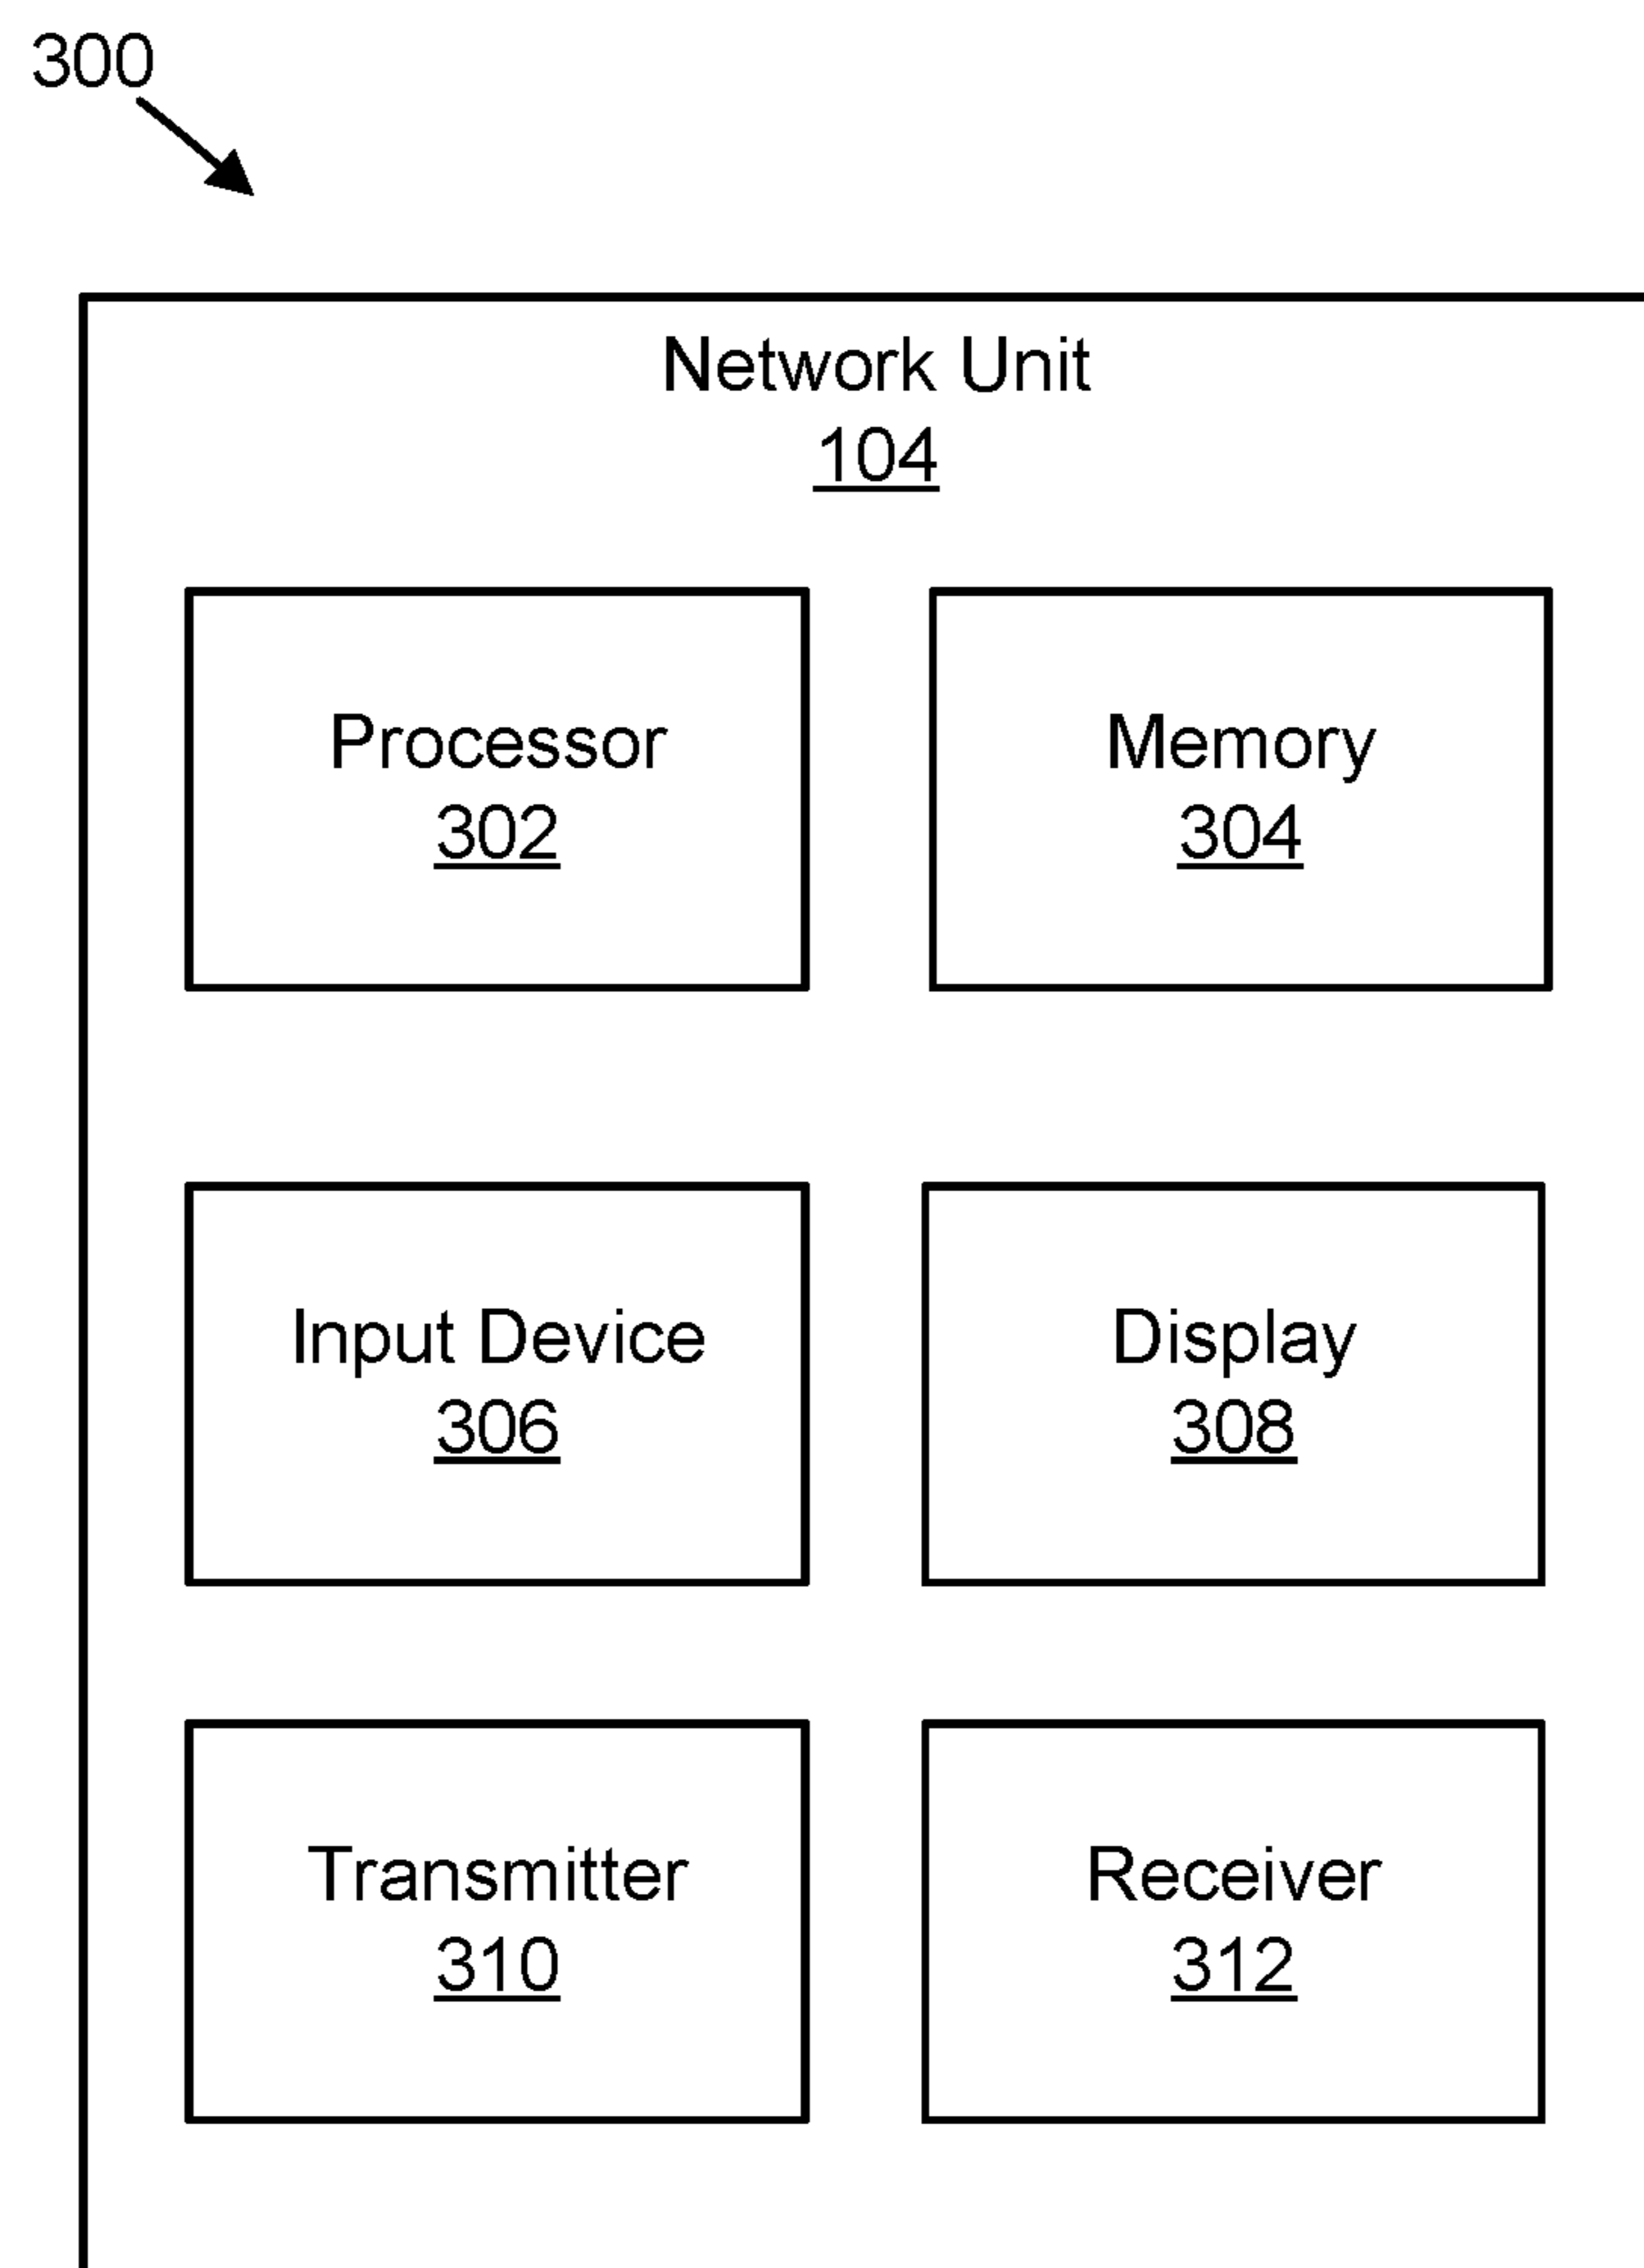 300
Network Unit
104
Processor
302
Memory
304
Input Device
306
Display
308
Transmitter
310
Receiver
312